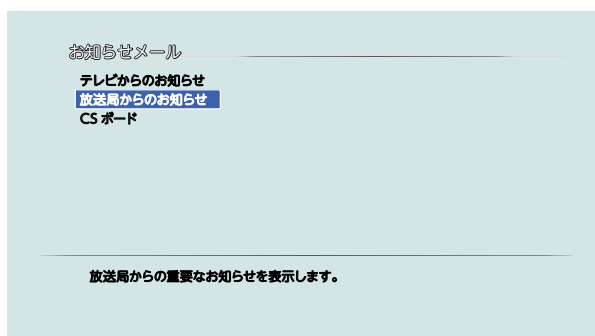 お知らせメール
テレビからのお知らせ
放送局からのお知らせ
CS ボード
放送局からの重要なお知らせを表示します。